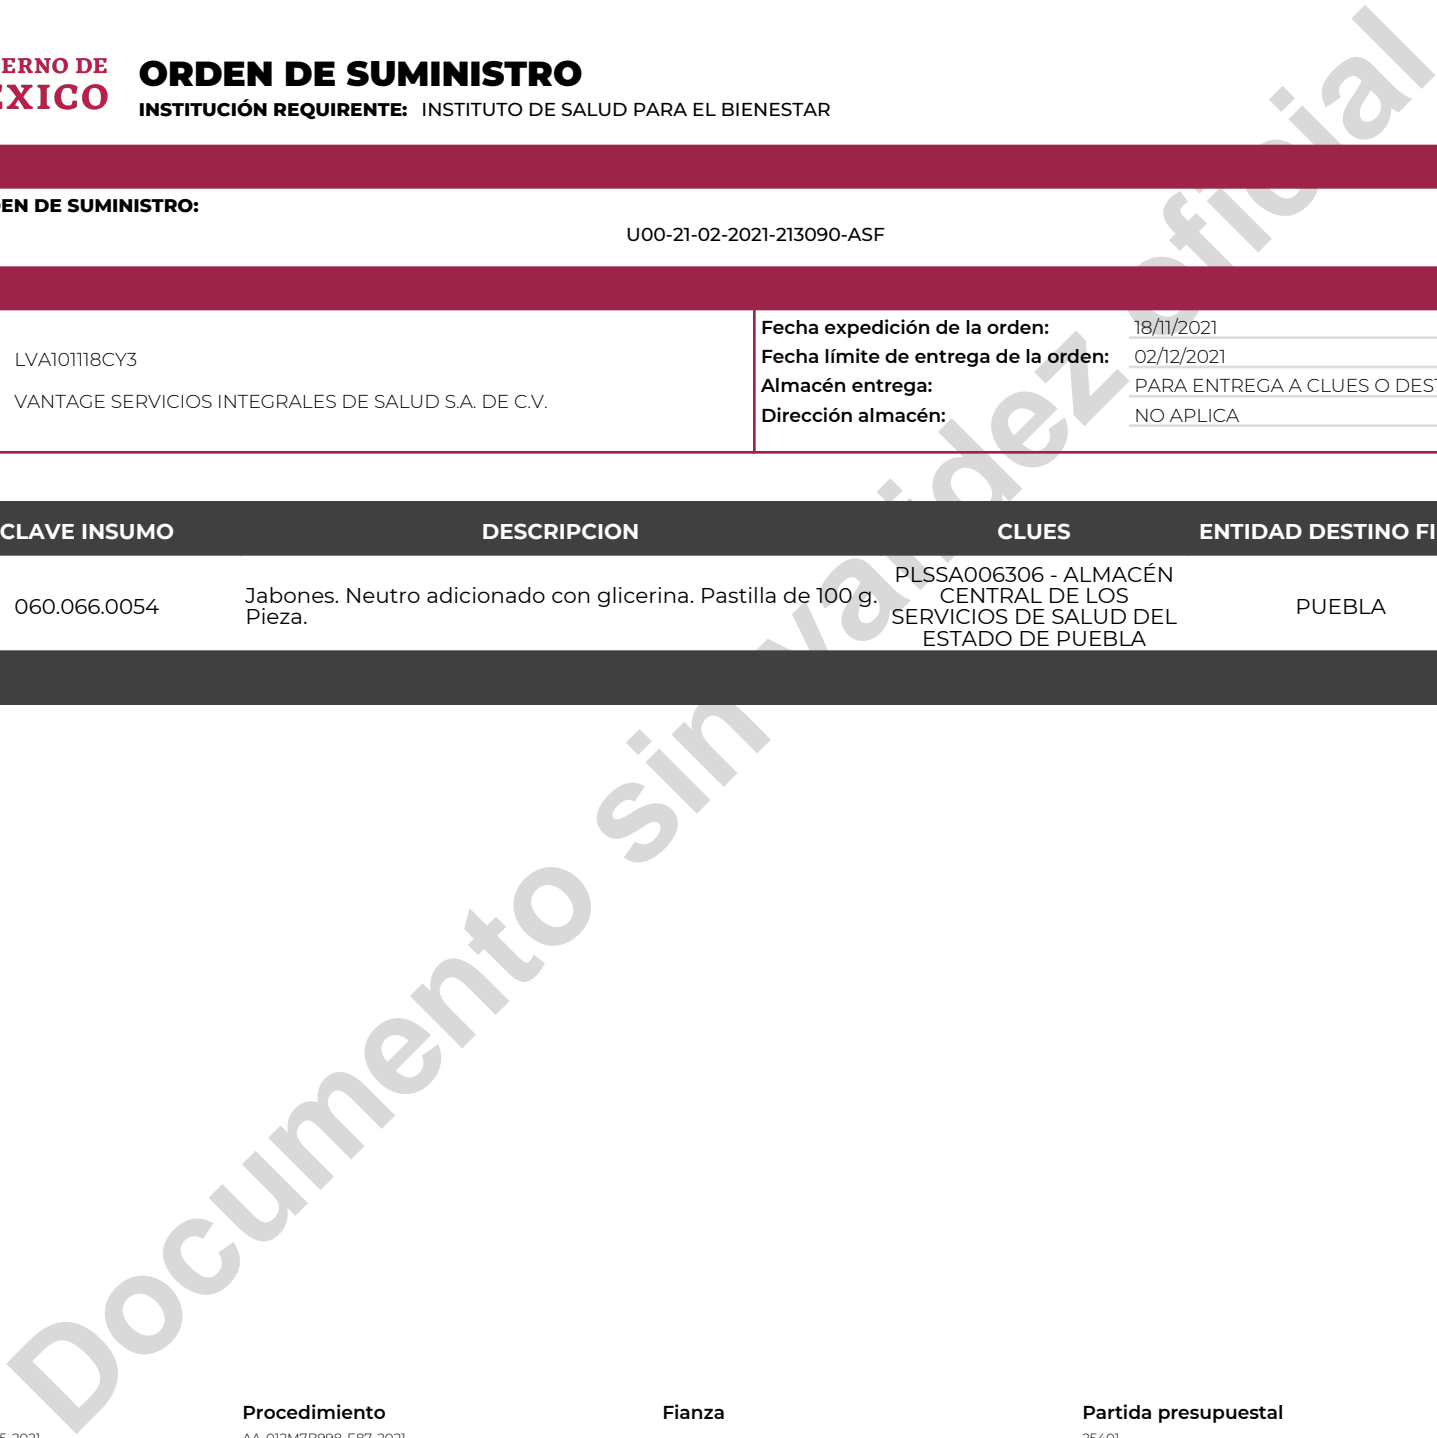 ERNO DE
EXICO
ORDEN DE SUMINISTRO
INSTITUCIÓN REQUIRENTE: INSTITUTO DE SALUD PARA EL BIENESTAR
EN DE SUMINISTRO:
U00-21-02-2021-213090-ASF
LVA101118CY3
VANTAGE SERVICIOS INTEGRALES DE SALUD S.A. DE C.V.
Fecha expedición de la orden: 18/11/2021
Fecha límite de entrega de la orden: 02/12/2021
Almacén entrega: PARA ENTREGA A CLUES O DEST
Dirección almacén: NO APLICA
CLAVE INSUMO DESCRIPCION CLUES ENTIDAD DESTINO FI
060.066.0054
Jabones. Neutro adicionado con glicerina. Pastilla de 100 g.
Pieza.
PLSSA006306 - ALMACÉN
CENTRAL DE LOS
SERVICIOS DE SALUD DEL
ESTADO DE PUEBLA
PUEBLA
Documento sin validez oficial
Procedimiento Fianza Partida presupuestal